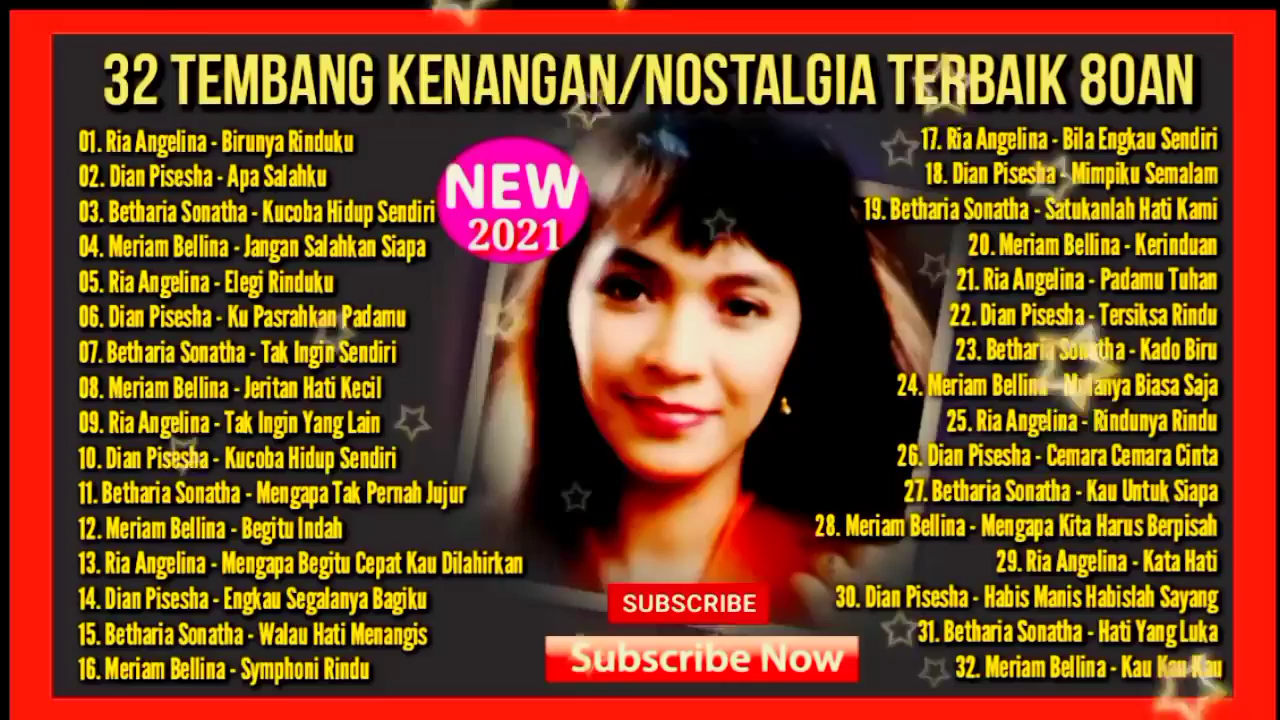 32 TEMBANG KENANGAN/NOSTALGIA TERBAIK 80AN
01. Ria Angelina - Birunya Rinduku
02. Dian Pisesha - Apa Salahku
03. Betharia Sonatha - Kucoba Hidup Sendiri
04. Meriam Bellina - Jangan Salahkan Siapa
05. Ria Angelina - Elegi Rinduku
06. Dian Pisesha - Ku Pasrahkan Padamu
07. Betharia Sonatha - Tak Ingin Sendiri
08. Meriam Bellina - Jeritan Hati Kecil
09. Ria Angelina - Tak Ingin Yang Lain
10. Dian Pisesha - Kucoba Hidup Sendiri
11. Betharia Sonatha - Mengapa Tak Pernah Jujur
12. Meriam Bellina - Begitu Indah
13. Ria Angelina - Mengapa Begitu Cepat Kau Dilahirkan
14. Dian Pisesha - Engkau Segalanya Bagiku
15. Betharia Sonatha - Walau Hati Menangis
16. Meriam Bellina - Symphoni Rindu
NEW
2021
17. Ria Angelina - Bila Engkau Sendiri
18. Dian Pisesha - Mimpiku Semalam
19. Betharia Sonatha - Satukanlah Hati Kami
20. Meriam Bellina - Kerinduan
21. Ria Angelina - Padamu Tuhan
22. Dian Pisesha - Tersiksa Rindu
23. Betharia Sonatha - Kado Biru
24. Meriam Bellina - Mulanya Biasa Saja
25. Ria Angelina - Rindunya Rindu
26. Dian Pisesha - Cemara Cemara Cinta
27. Betharia Sonatha - Kau Untuk Siapa
28. Meriam Bellina - Mengapa Kita Harus Berpisah
29. Ria Angelina - Kata Hati
30. Dian Pisesha - Habis Manis Habislah Sayang
31. Betharia Sonatha - Hati Yang Luka
32. Meriam Bellina - Kau Kau Kau
SUBSCRIBE
Subscribe Now